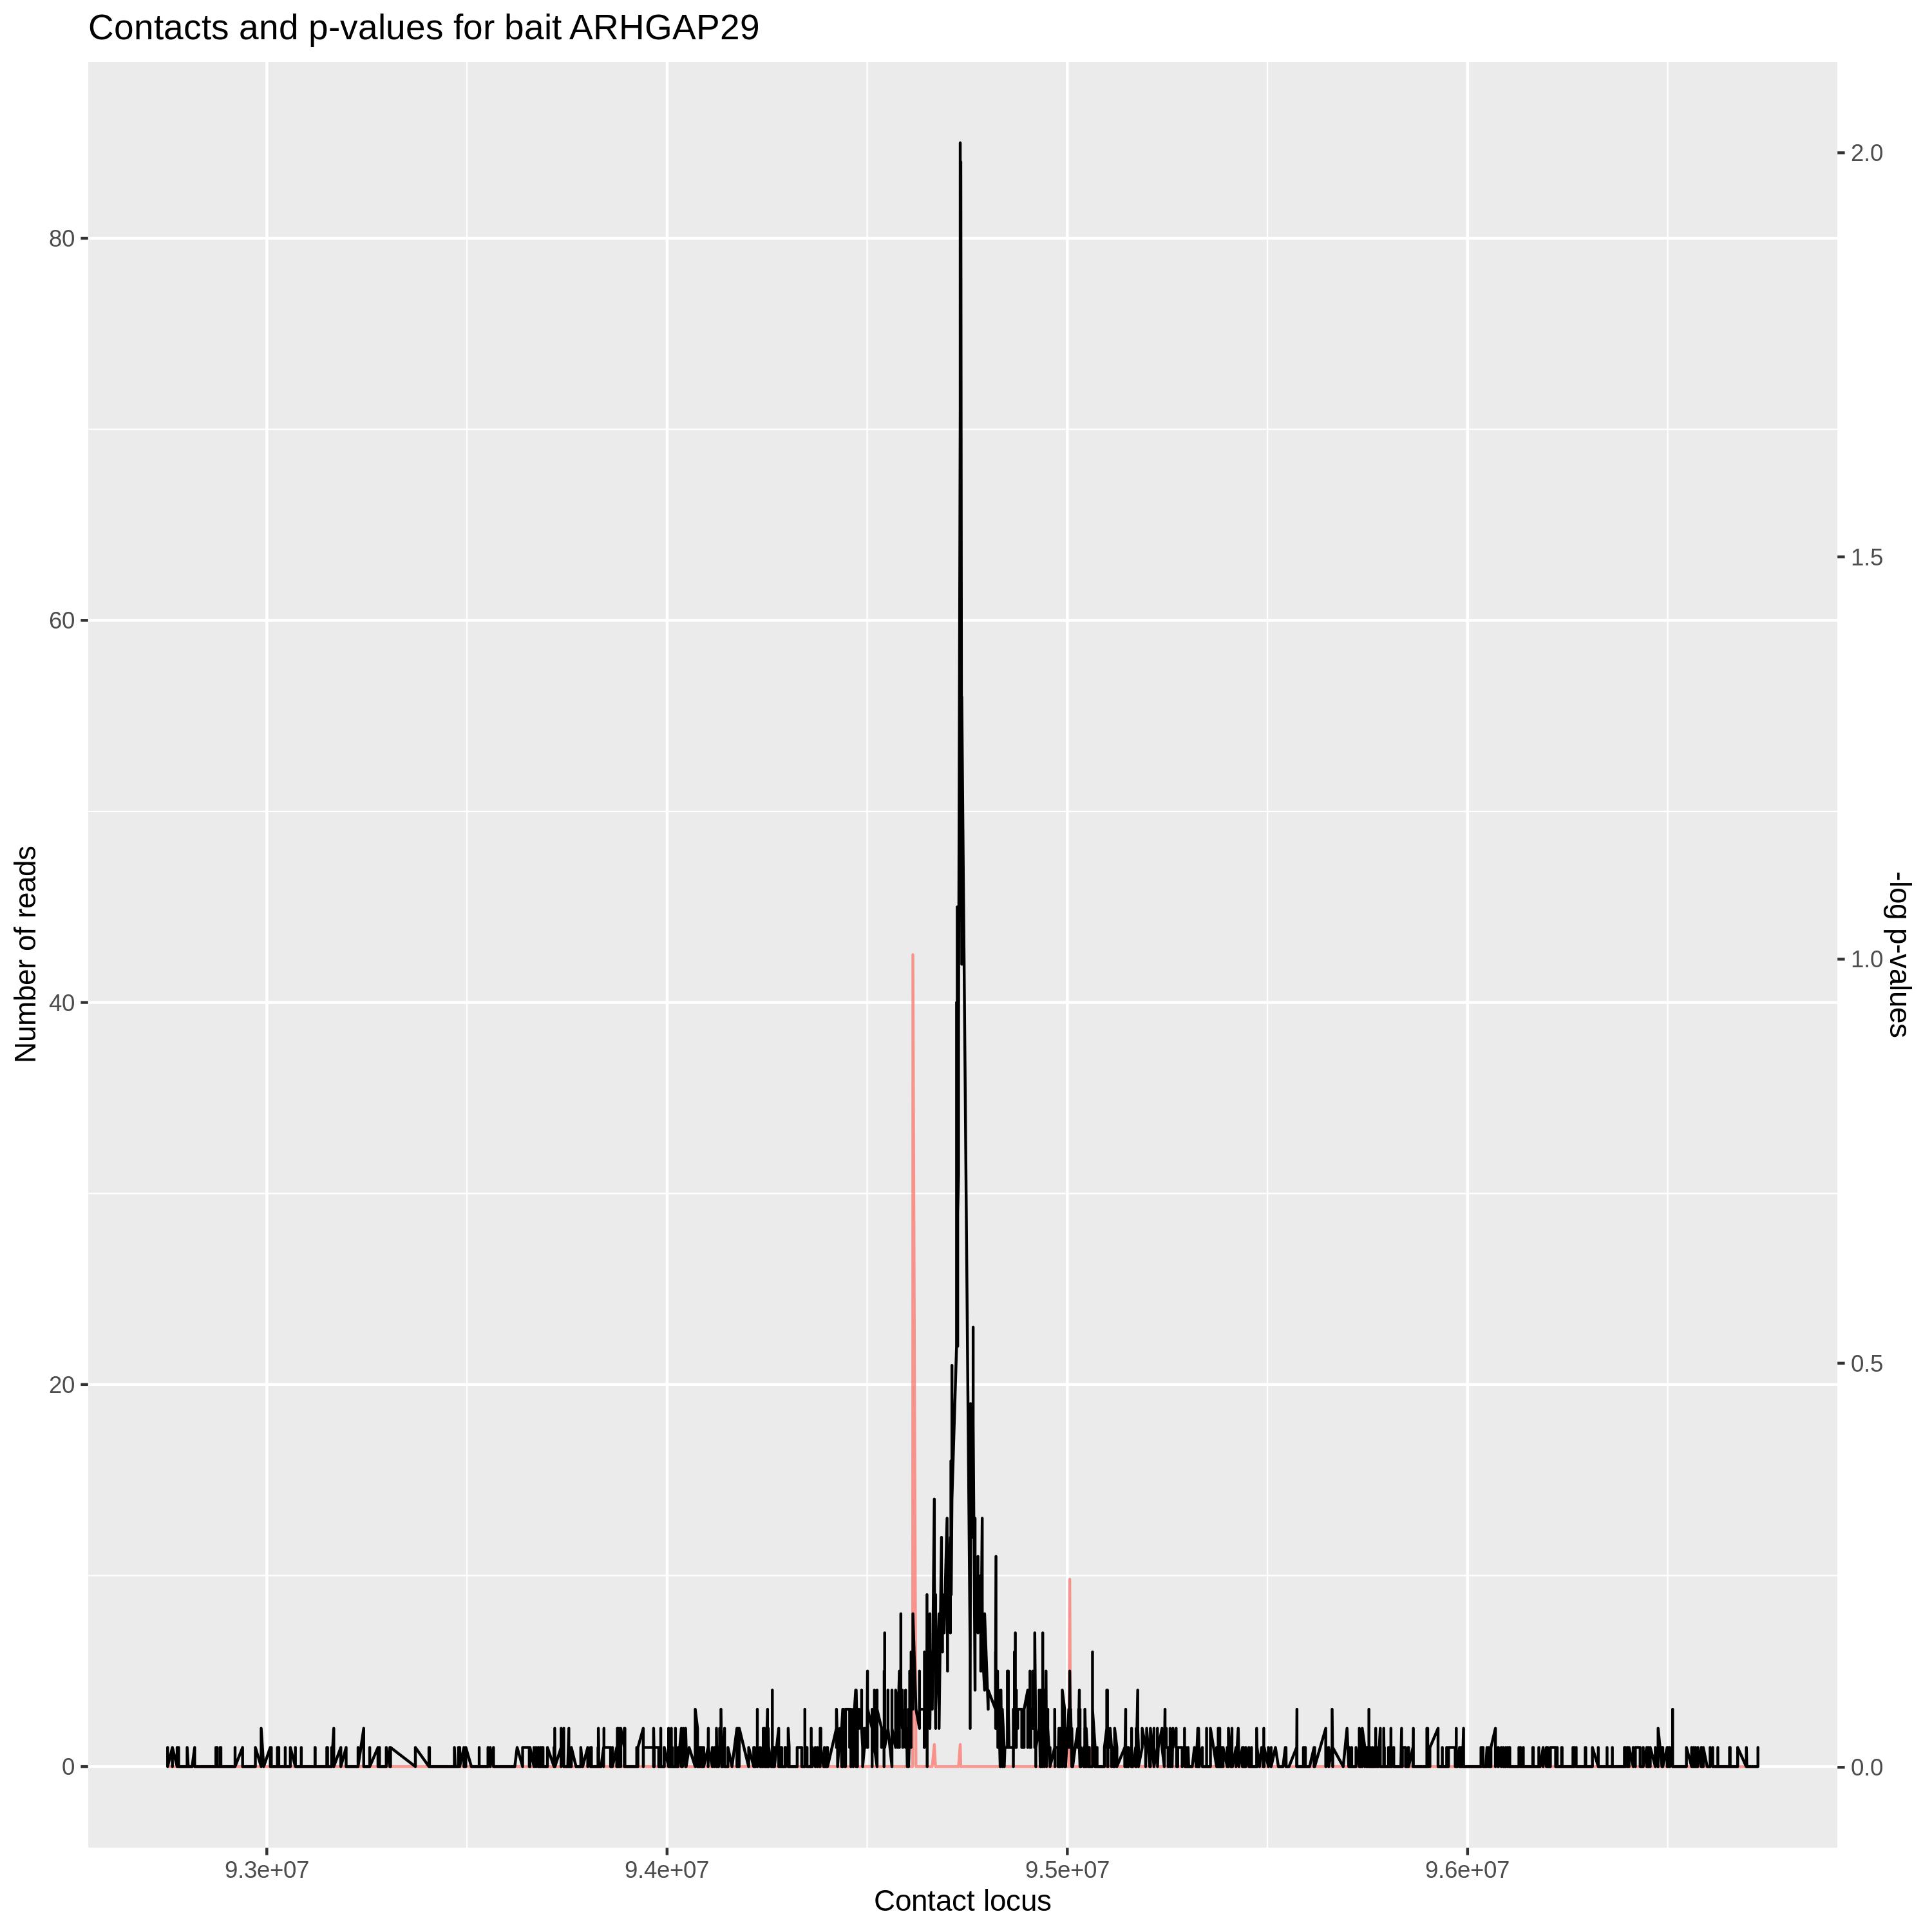 Contacts and p-values for bait ARHGAP29
80
60
40
20
0
Number of reads
2.0
1.5
1.0
0.5
0.0
-log p-values
9.3e+07
9.4e+07
9.5e+07
9.6e+07
Contact locus